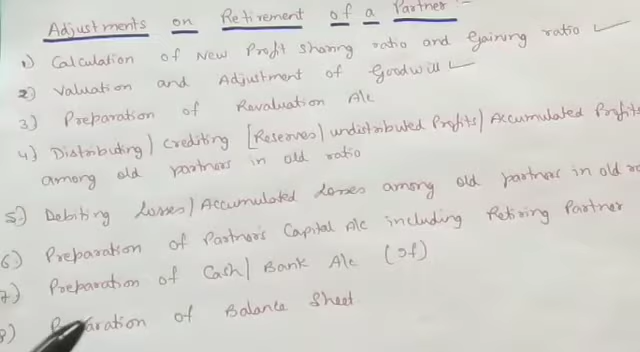 Adjustments on Retirement of a Partner :-
1) Calculation of New Profit sharing ratio and gaining ratio
2) Valuation and Adjustment of Goodwill
3) Preparation of Revaluation A/c
4) Distributing / Crediting [Reserves / undistributed Profits / Accumulated Profits
among old partners in old ratio
5.) Debiting losses / Accumulated losses among old partners in old ra
6.) Preparation of Partner's Capital A/c including Retiring Partner
7) Preparation of Cash / Bank A/c (If)
8) Preparation of Balance Sheet